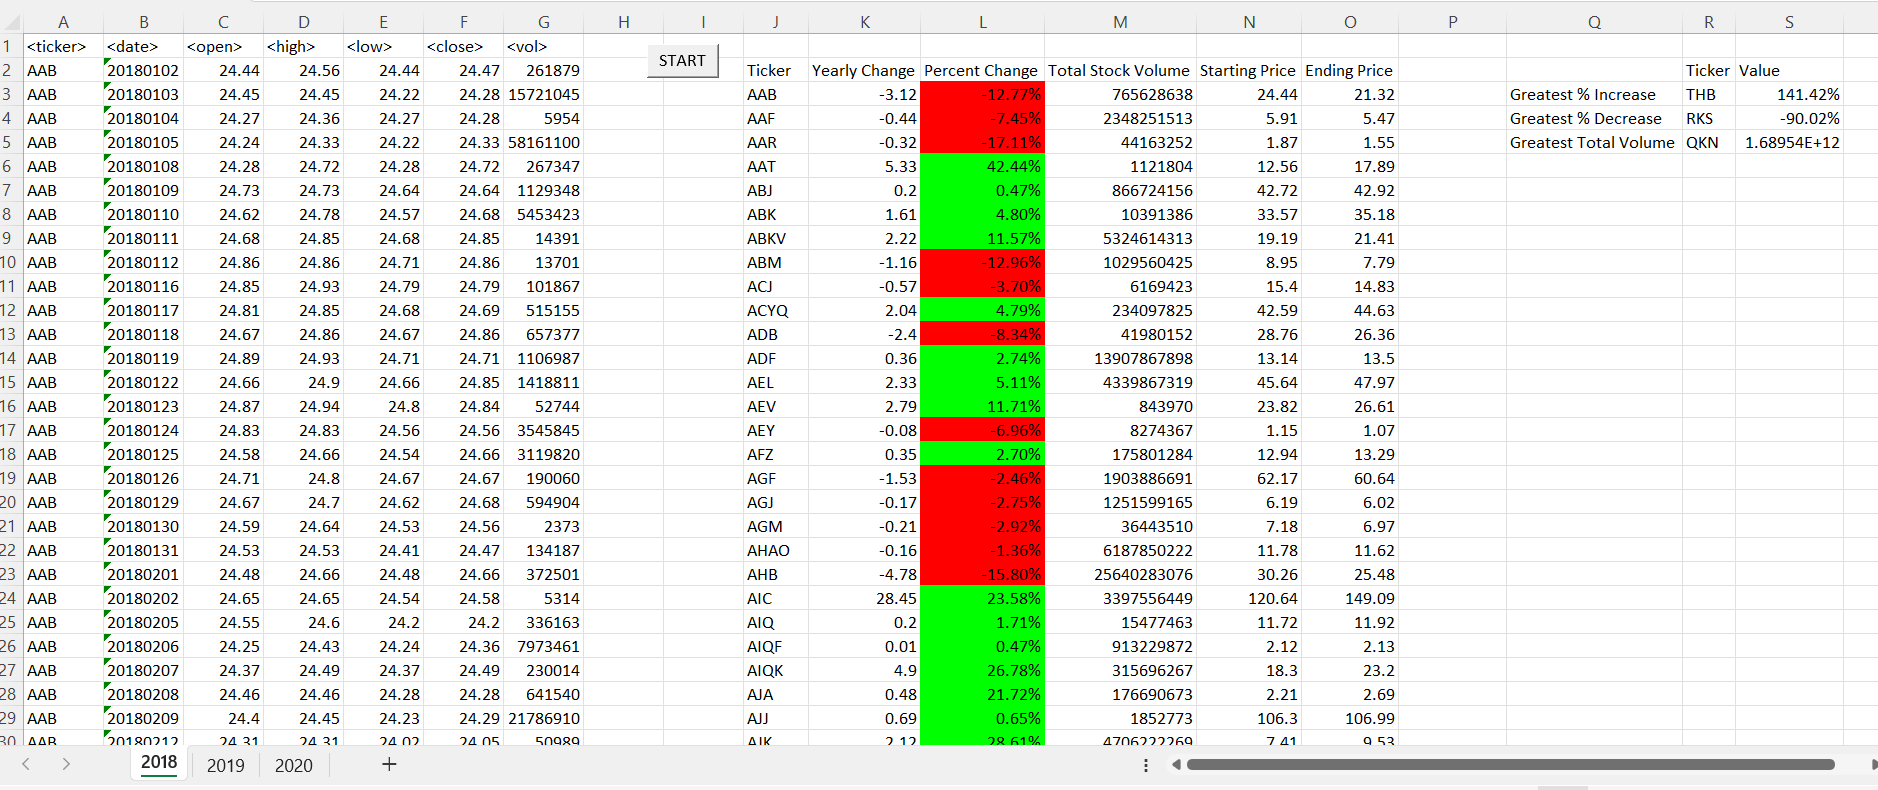 A B C D E F G H I J K L M N O P Q R S
1 <ticker> <date> <open> <high> <low> <close> <vol>
START
2 AAB 20180102 24.44 24.56 24.44 24.47 261879 Ticker Yearly Change Percent Change Total Stock Volume Starting Price Ending Price Ticker Value
3 AAB 20180103 24.45 24.45 24.22 24.28 15721045 AAB -3.12 -12.77% 765628638 24.44 21.32 Greatest % Increase THB 141.42%
4 AAB 20180104 24.27 24.36 24.27 24.28 5954 AAF -0.44 -7.45% 2348251513 5.91 5.47 Greatest % Decrease RKS -90.02%
5 AAB 20180105 24.24 24.33 24.22 24.33 58161100 AAR -0.32 -17.11% 44163252 1.87 1.55 Greatest Total Volume QKN 1.68954E+12
6 AAB 20180108 24.28 24.72 24.28 24.72 267347 AAT 5.33 42.44% 1121804 12.56 17.89
7 AAB 20180109 24.73 24.73 24.64 24.64 1129348 ABJ 0.2 0.47% 866724156 42.72 42.92
8 AAB 20180110 24.62 24.78 24.57 24.68 5453423 ABK 1.61 4.80% 10391386 33.57 35.18
9 AAB 20180111 24.68 24.85 24.68 24.85 14391 ABKV 2.22 11.57% 5324614313 19.19 21.41
10 AAB 20180112 24.86 24.86 24.71 24.86 13701 ABM -1.16 -12.96% 1029560425 8.95 7.79
11 AAB 20180116 24.85 24.93 24.79 24.79 101867 ACJ -0.57 -3.70% 6169423 15.4 14.83
12 AAB 20180117 24.81 24.85 24.68 24.69 515155 ACYQ 2.04 4.79% 234097825 42.59 44.63
13 AAB 20180118 24.67 24.86 24.67 24.86 657377 ADB -2.4 -8.34% 41980152 28.76 26.36
14 AAB 20180119 24.89 24.93 24.71 24.71 1106987 ADF 0.36 2.74% 13907867898 13.14 13.5
15 AAB 20180122 24.66 24.9 24.66 24.85 1418811 AEL 2.33 5.11% 4339867319 45.64 47.97
16 AAB 20180123 24.87 24.94 24.8 24.84 52744 AEV 2.79 11.71% 843970 23.82 26.61
17 AAB 20180124 24.83 24.83 24.56 24.56 3545845 AEY -0.08 -6.96% 8274367 1.15 1.07
18 AAB 20180125 24.58 24.66 24.54 24.66 3119820 AFZ 0.35 2.70% 175801284 12.94 13.29
19 AAB 20180126 24.71 24.8 24.67 24.67 190060 AGF -1.53 -2.46% 1903886691 62.17 60.64
20 AAB 20180129 24.67 24.7 24.62 24.68 594904 AGJ -0.17 -2.75% 1251599165 6.19 6.02
21 AAB 20180130 24.59 24.64 24.53 24.56 2373 AGM -0.21 -2.92% 36443510 7.18 6.97
22 AAB 20180131 24.53 24.53 24.41 24.47 134187 AHAO -0.16 -1.36% 6187850222 11.78 11.62
23 AAB 20180201 24.48 24.66 24.48 24.66 372501 AHB -4.78 -15.80% 25640283076 30.26 25.48
24 AAB 20180202 24.65 24.65 24.54 24.58 5314 AIC 28.45 23.58% 3397556449 120.64 149.09
25 AAB 20180205 24.55 24.6 24.2 24.2 336163 AIQ 0.2 1.71% 15477463 11.72 11.92
26 AAB 20180206 24.25 24.43 24.24 24.36 7973461 AIQF 0.01 0.47% 913229872 2.12 2.13
27 AAB 20180207 24.37 24.49 24.37 24.49 230014 AIQK 4.9 26.78% 315696267 18.3 23.2
28 AAB 20180208 24.46 24.46 24.28 24.28 641540 AJA 0.48 21.72% 176690673 2.21 2.69
29 AAB 20180209 24.4 24.45 24.23 24.29 21786910 AJJ 0.69 0.65% 1852773 106.3 106.99
30 AAB 20180212 24.31 24.31 24.02 24.05 50989 AJK 2.12 28.61% 4706222269 7.41 9.53
2018 2019 2020